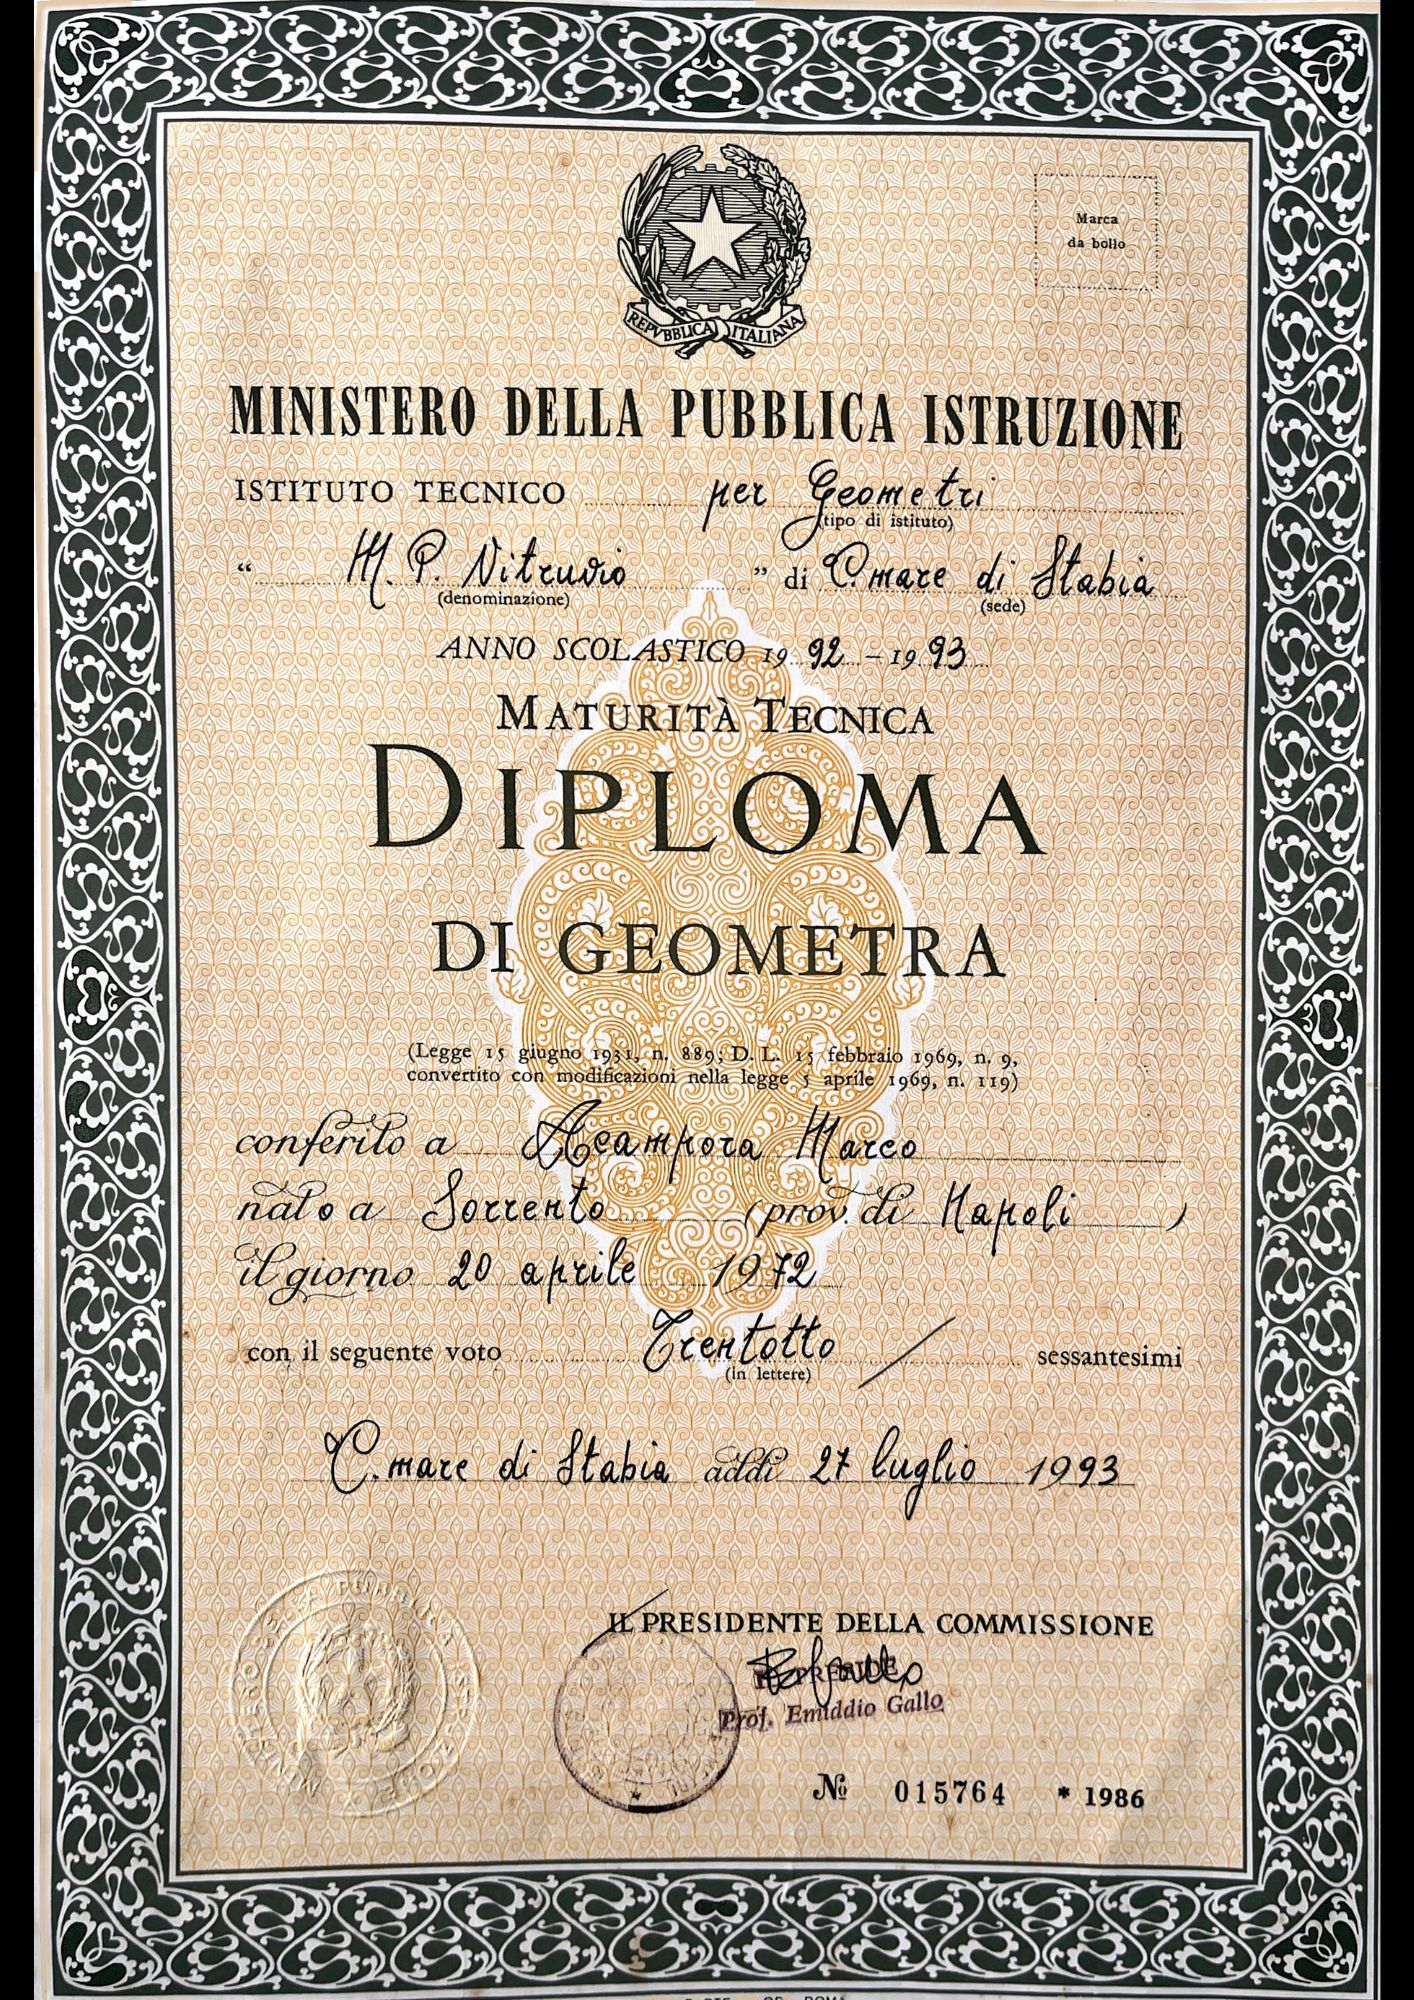 REPVBBLICA ITALIANA
Marca
da bollo
MINISTERO DELLA PUBBLICA ISTRUZIONE
ISTITUTO TECNICO per Geometri
(tipo di istituto)
“ M. P. Vitruvio ” di C.mare di Stabia
(denominazione) (sede)
ANNO SCOLASTICO 1992 – 1993
MATURITÀ TECNICA
DIPLOMA
DI GEOMETRA
(Legge 15 giugno 1931, n. 889; D. L. 15 febbraio 1969, n. 9,
convertito con modificazioni nella legge 5 aprile 1969, n. 119)
conferito a Acampora Marco
nato a Sorrento (prov. di Napoli )
il giorno 20 aprile 1972
con il seguente voto Trentotto / sessantesimi
(in lettere)
C.mare di Stabia addì 27 luglio 1993
IL PRESIDENTE DELLA COMMISSIONE
IL PRESIDE
Prof. Emiddio Gallo
№ 015764 * 1986